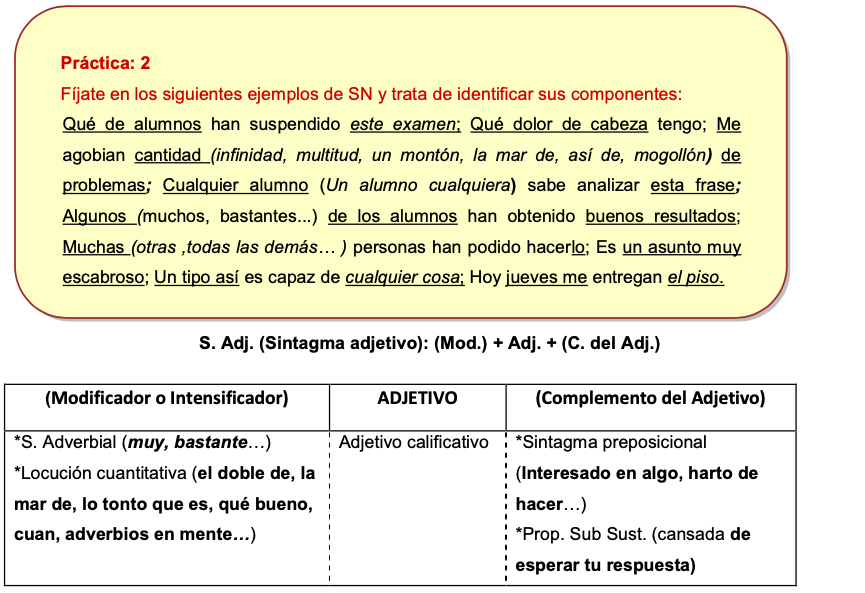 Práctica: 2
Fíjate en los siguientes ejemplos de SN y trata de identificar sus componentes:
Qué de alumnos han suspendido este examen; Qué dolor de cabeza tengo; Me
agobian cantidad (infinidad, multitud, un montón, la mar de, así de, mogollón) de
problemas; Cualquier alumno (Un alumno cualquiera) sabe analizar esta frase;
Algunos (muchos, bastantes...) de los alumnos han obtenido buenos resultados;
Muchas (otras ,todas las demás… ) personas han podido hacerlo; Es un asunto muy
escabroso; Un tipo así es capaz de cualquier cosa; Hoy jueves me entregan el piso.
S. Adj. (Sintagma adjetivo): (Mod.) + Adj. + (C. del Adj.)
(Modificador o Intensificador)
ADJETIVO
(Complemento del Adjetivo)
*S. Adverbial (muy, bastante…)
*Locución cuantitativa (el doble de, la
mar de, lo tonto que es, qué bueno,
cuan, adverbios en mente…)
Adjetivo calificativo
*Sintagma preposicional
(Interesado en algo, harto de
hacer…)
*Prop. Sub Sust. (cansada de
esperar tu respuesta)